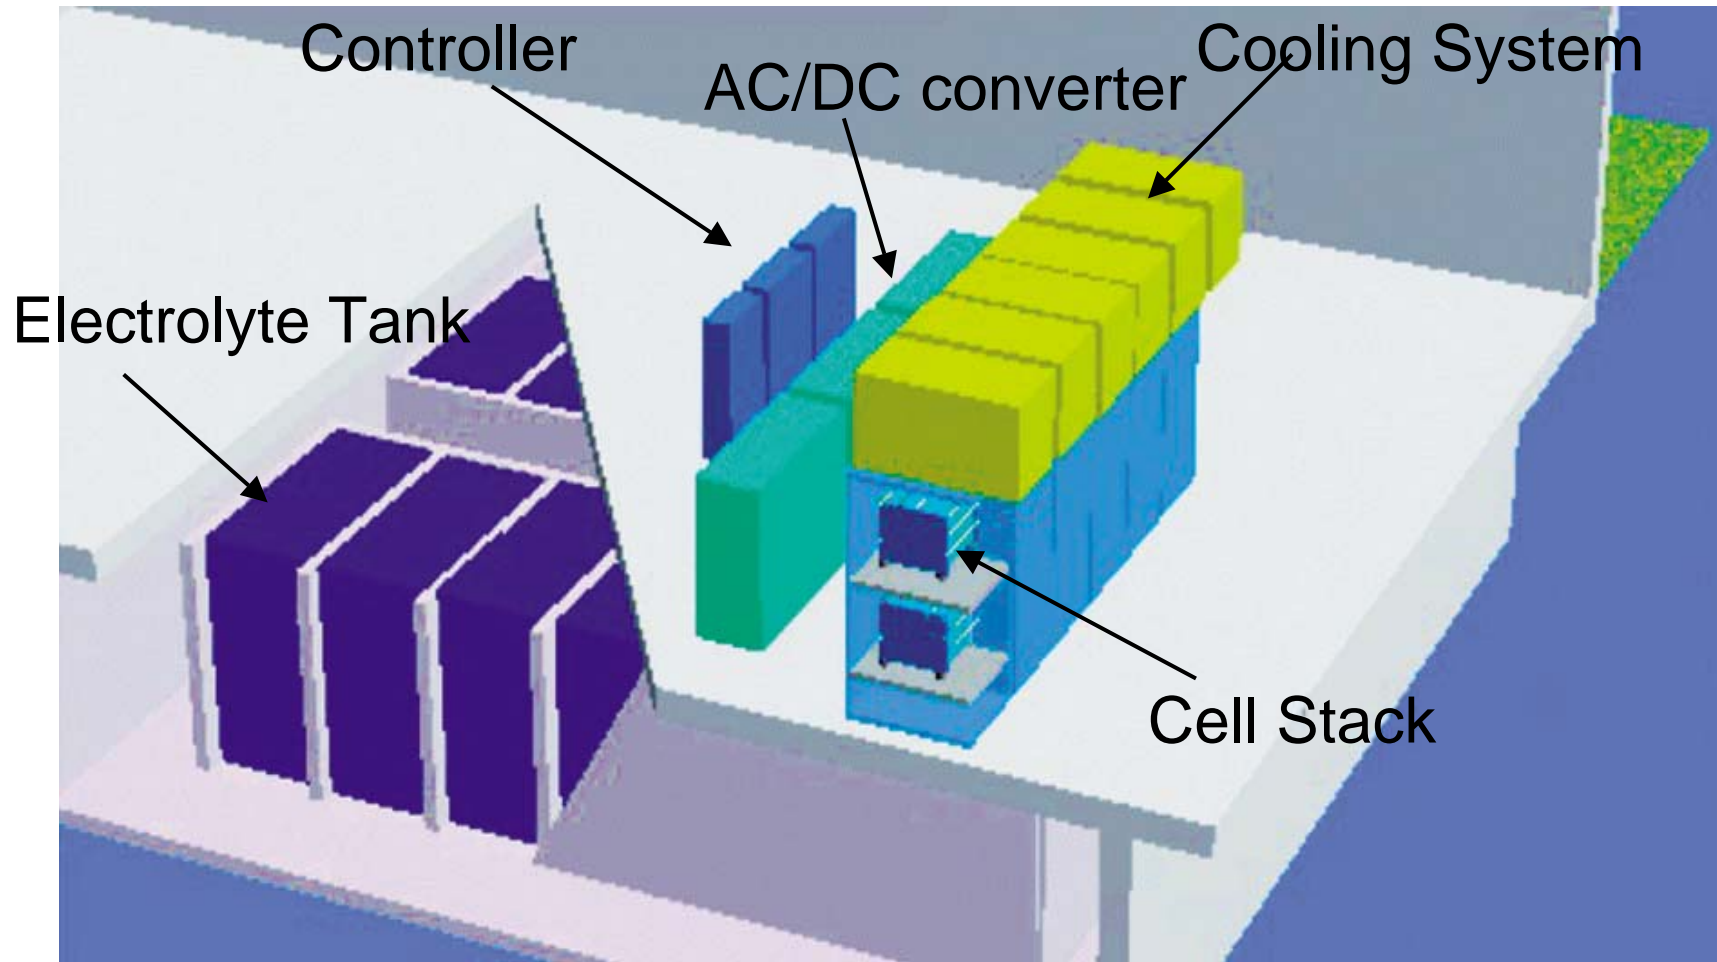 Controller
AC/DC converter
Cooling System
Electrolyte Tank
Cell Stack